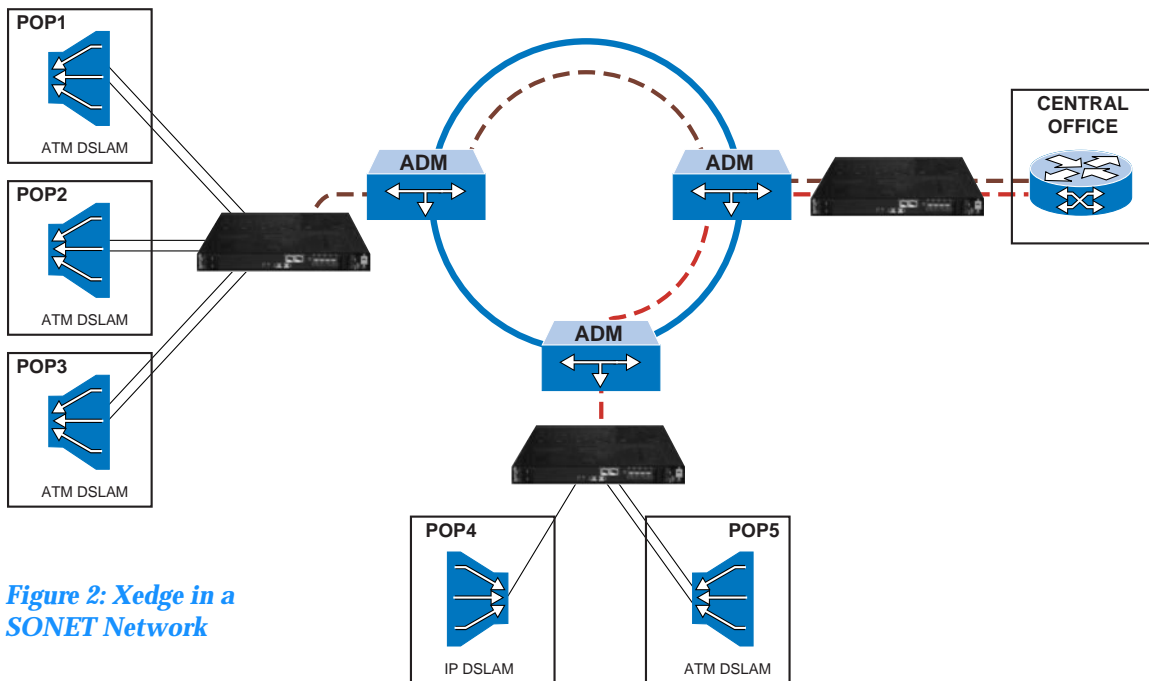 POP1
ATM DSLAM
POP2
ATM DSLAM
POP3
ATM DSLAM
ADM
ADM
CENTRAL
OFFICE
ADM
POP4
IP DSLAM
POP5
ATM DSLAM
Figure 2: Xedge in a
SONET Network